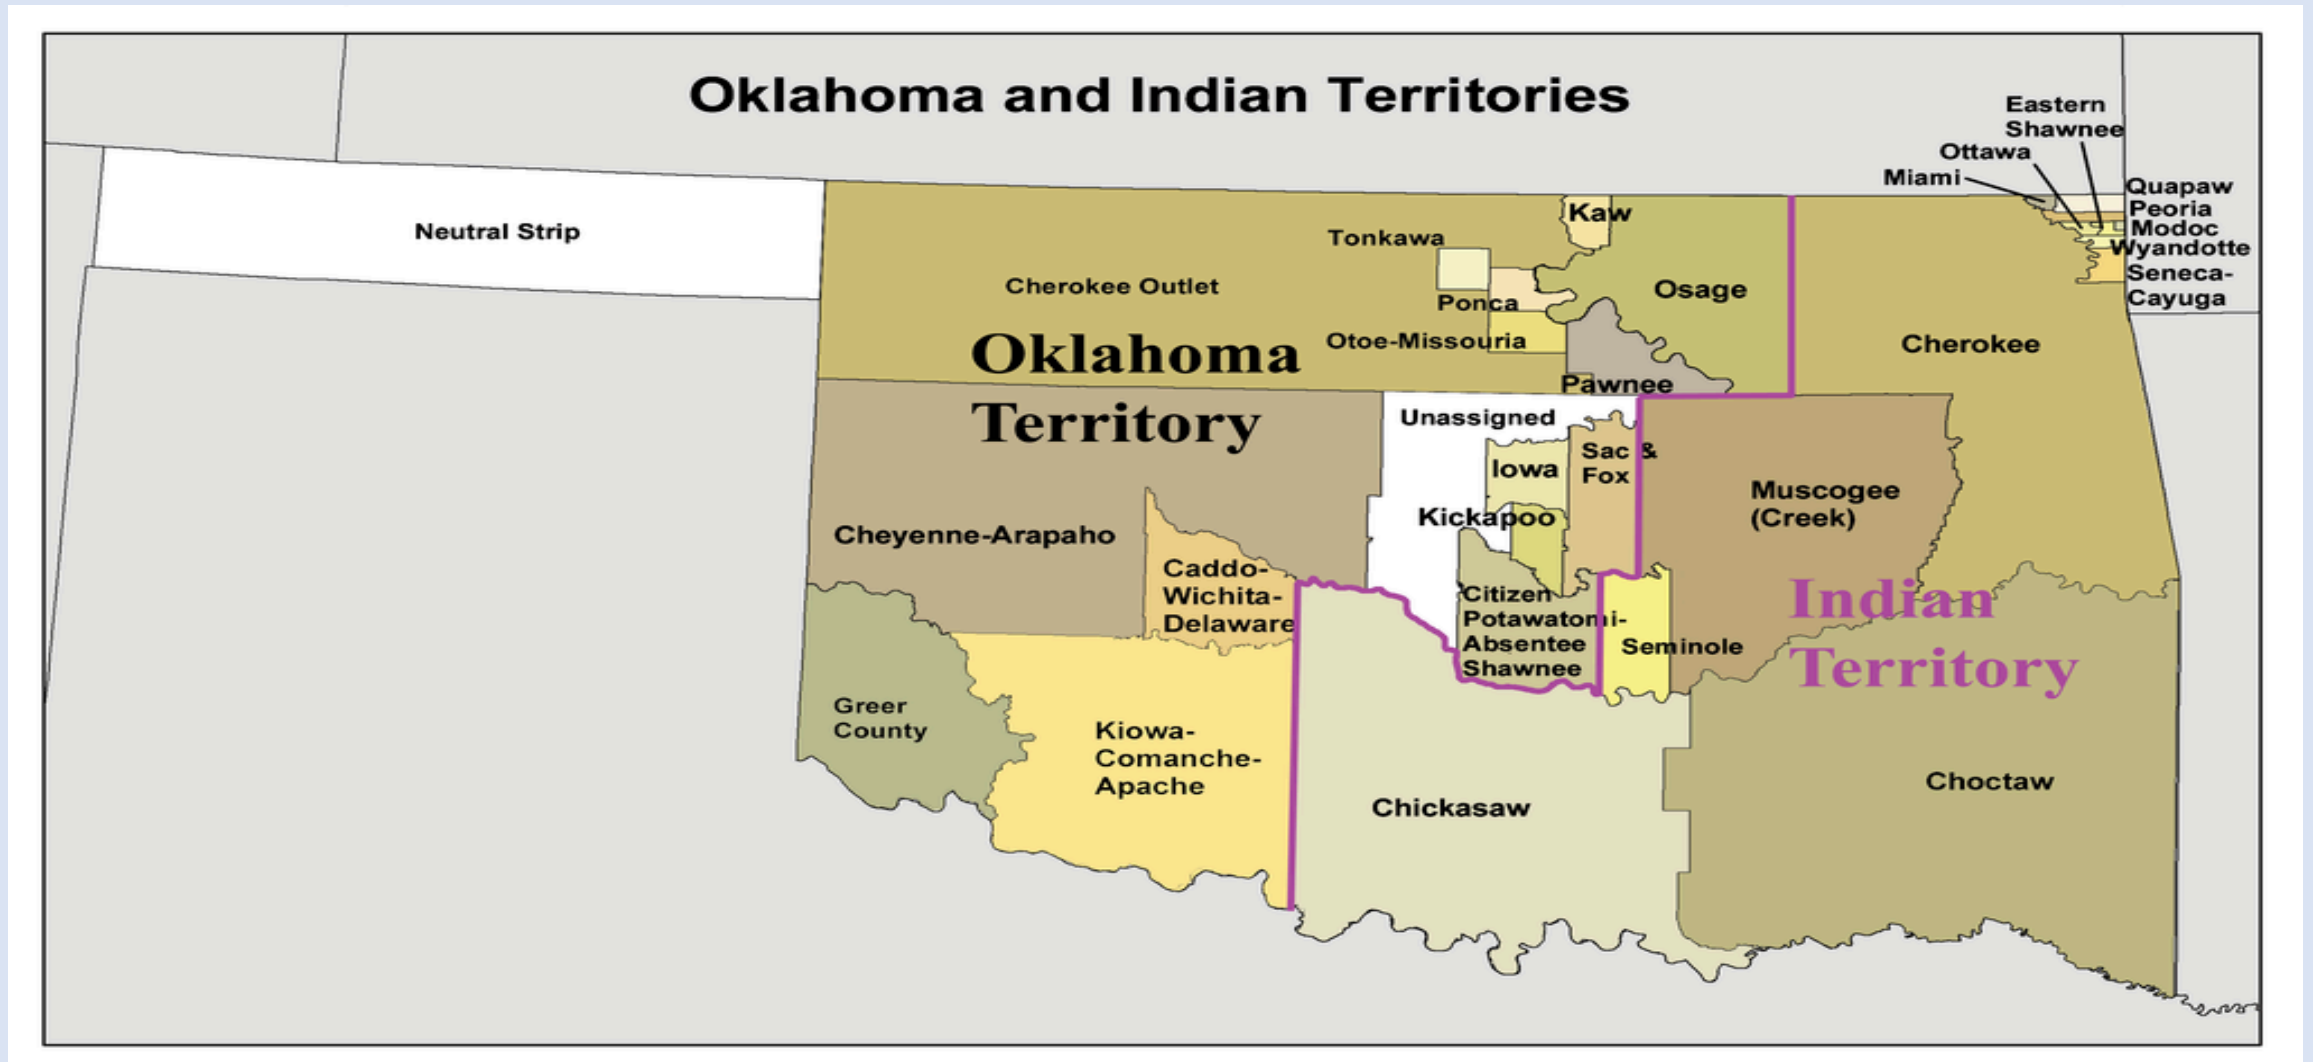 Oklahoma and Indian Territories
Eastern
Shawnee
Ottawa
Miami
Quapaw
Peoria
Modoc
Wyandotte
Seneca-
Cayuga
Neutral Strip
Kaw
Tonkawa
Cherokee Outlet
Ponca
Osage
Otoe-Missouria
Cherokee
Oklahoma
Territory
Pawnee
Unassigned
Sac &
Fox
Iowa
Muscogee
(Creek)
Kickapoo
Cheyenne-Arapaho
Caddo-
Wichita-
Delaware
Citizen
Potawatomi-
Absentee
Shawnee
Seminole
Indian
Territory
Greer
County
Kiowa-
Comanche-
Apache
Chickasaw
Choctaw